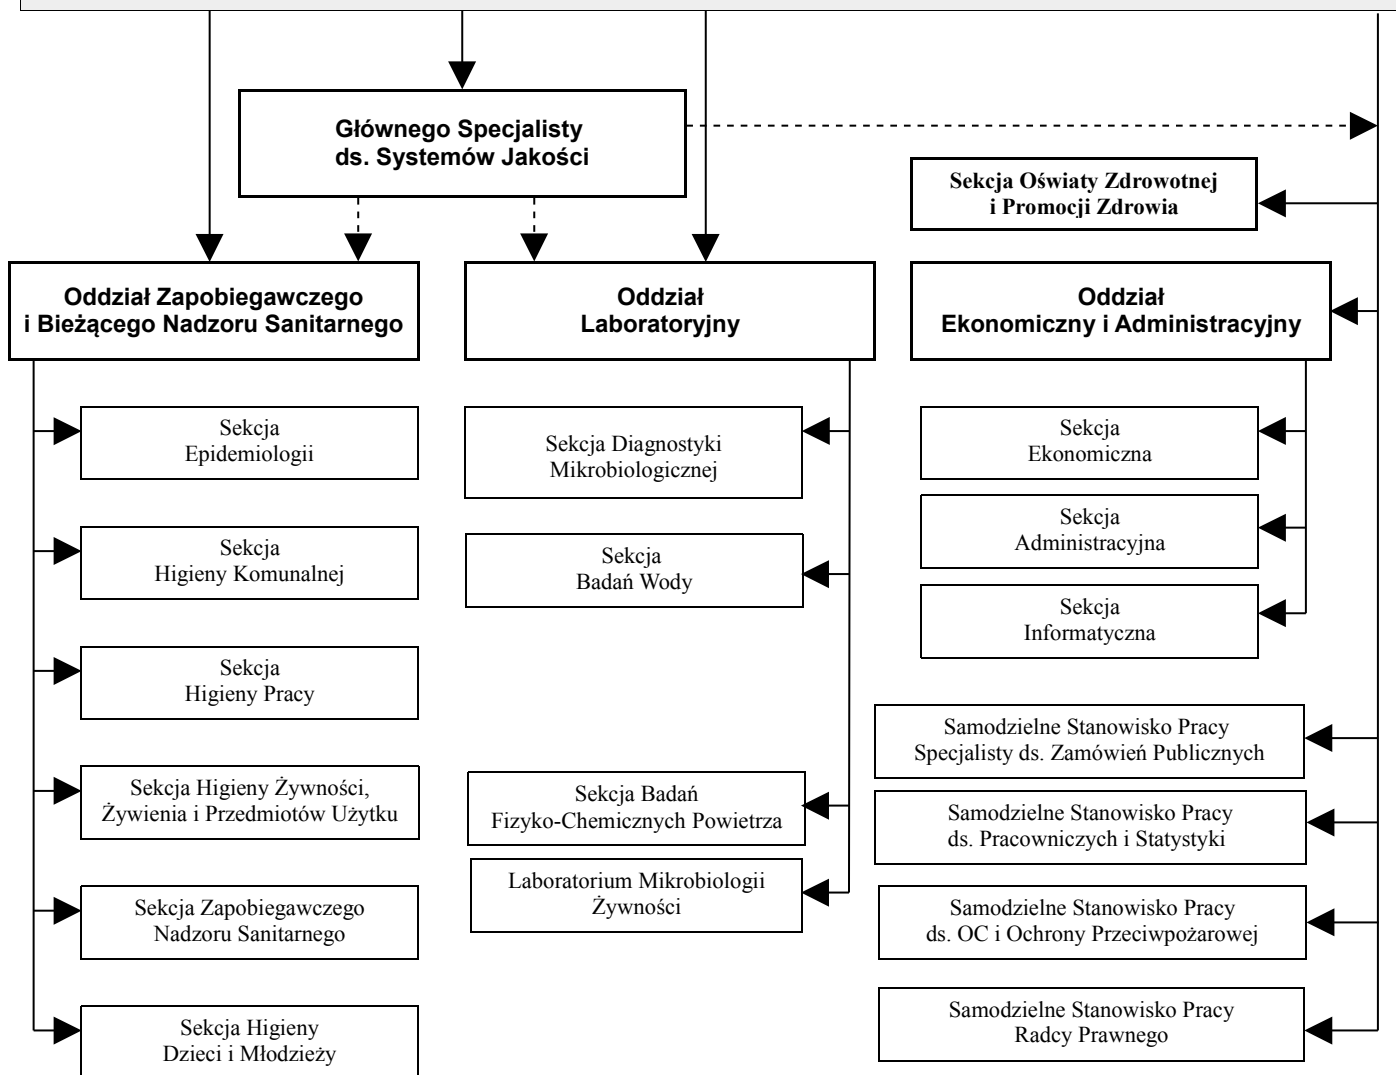 Głównego Specjalisty
ds. Systemów Jakości
Sekcja Oświaty Zdrowotnej
i Promocji Zdrowia
Oddział Zapobiegawczego
i Bieżącego Nadzoru Sanitarnego
Oddział
Laboratoryjny
Oddział
Ekonomiczny i Administracyjny
Sekcja
Epidemiologii
Sekcja
Higieny Komunalnej
Sekcja
Higieny Pracy
Sekcja Higieny Żywności,
Żywienia i Przedmiotów Użytku
Sekcja Zapobiegawczego
Nadzoru Sanitarnego
Sekcja Higieny
Dzieci i Młodzieży
Sekcja Diagnostyki
Mikrobiologicznej
Sekcja
Badań Wody
Sekcja Badań
Fizyko-Chemicznych Powietrza
Laboratorium Mikrobiologii
Żywności
Sekcja
Ekonomiczna
Sekcja
Administracyjna
Sekcja
Informatyczna
Samodzielne Stanowisko Pracy
Specjalisty ds. Zamówień Publicznych
Samodzielne Stanowisko Pracy
ds. Pracowniczych i Statystyki
Samodzielne Stanowisko Pracy
ds. OC i Ochrony Przeciwpożarowej
Samodzielne Stanowisko Pracy
Radcy Prawnego